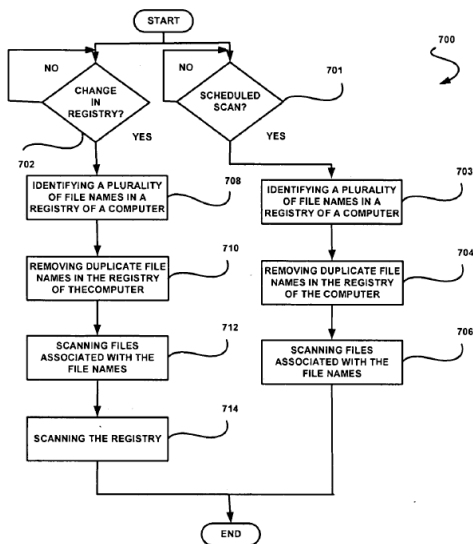 START
700
NO
CHANGE
IN
REGISTRY?
YES
702
NO
SCHEDULED
SCAN?
701
YES
IDENTIFYING A PLURALITY
OF FILE NAMES IN A
REGISTRY OF A COMPUTER
708
REMOVING DUPLICATE FILE
NAMES IN THE REGISTRY
OF THECOMPUTER
710
SCANNING FILES
ASSOCIATED WITH THE
FILE NAMES
712
SCANNING THE REGISTRY
714
IDENTIFYING A PLURALITY
OF FILE NAMES IN A
REGISTRY OF A COMPUTER
703
REMOVING DUPLICATE FILE
NAMES IN THE REGISTRY
OF THE COMPUTER
704
SCANNING FILES
ASSOCIATED WITH THE
FILE NAMES
706
END